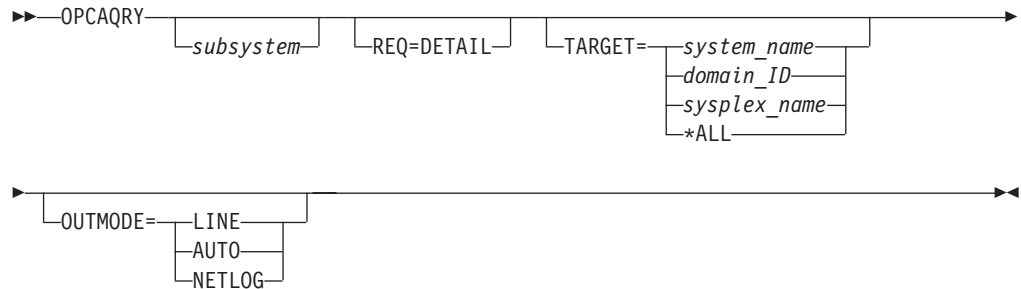 OPCAQRY
subsystem
REQ=DETAIL
TARGET=
system_name
domain_ID
sysplex_name
*ALL
OUTMODE=
LINE
AUTO
NETLOG